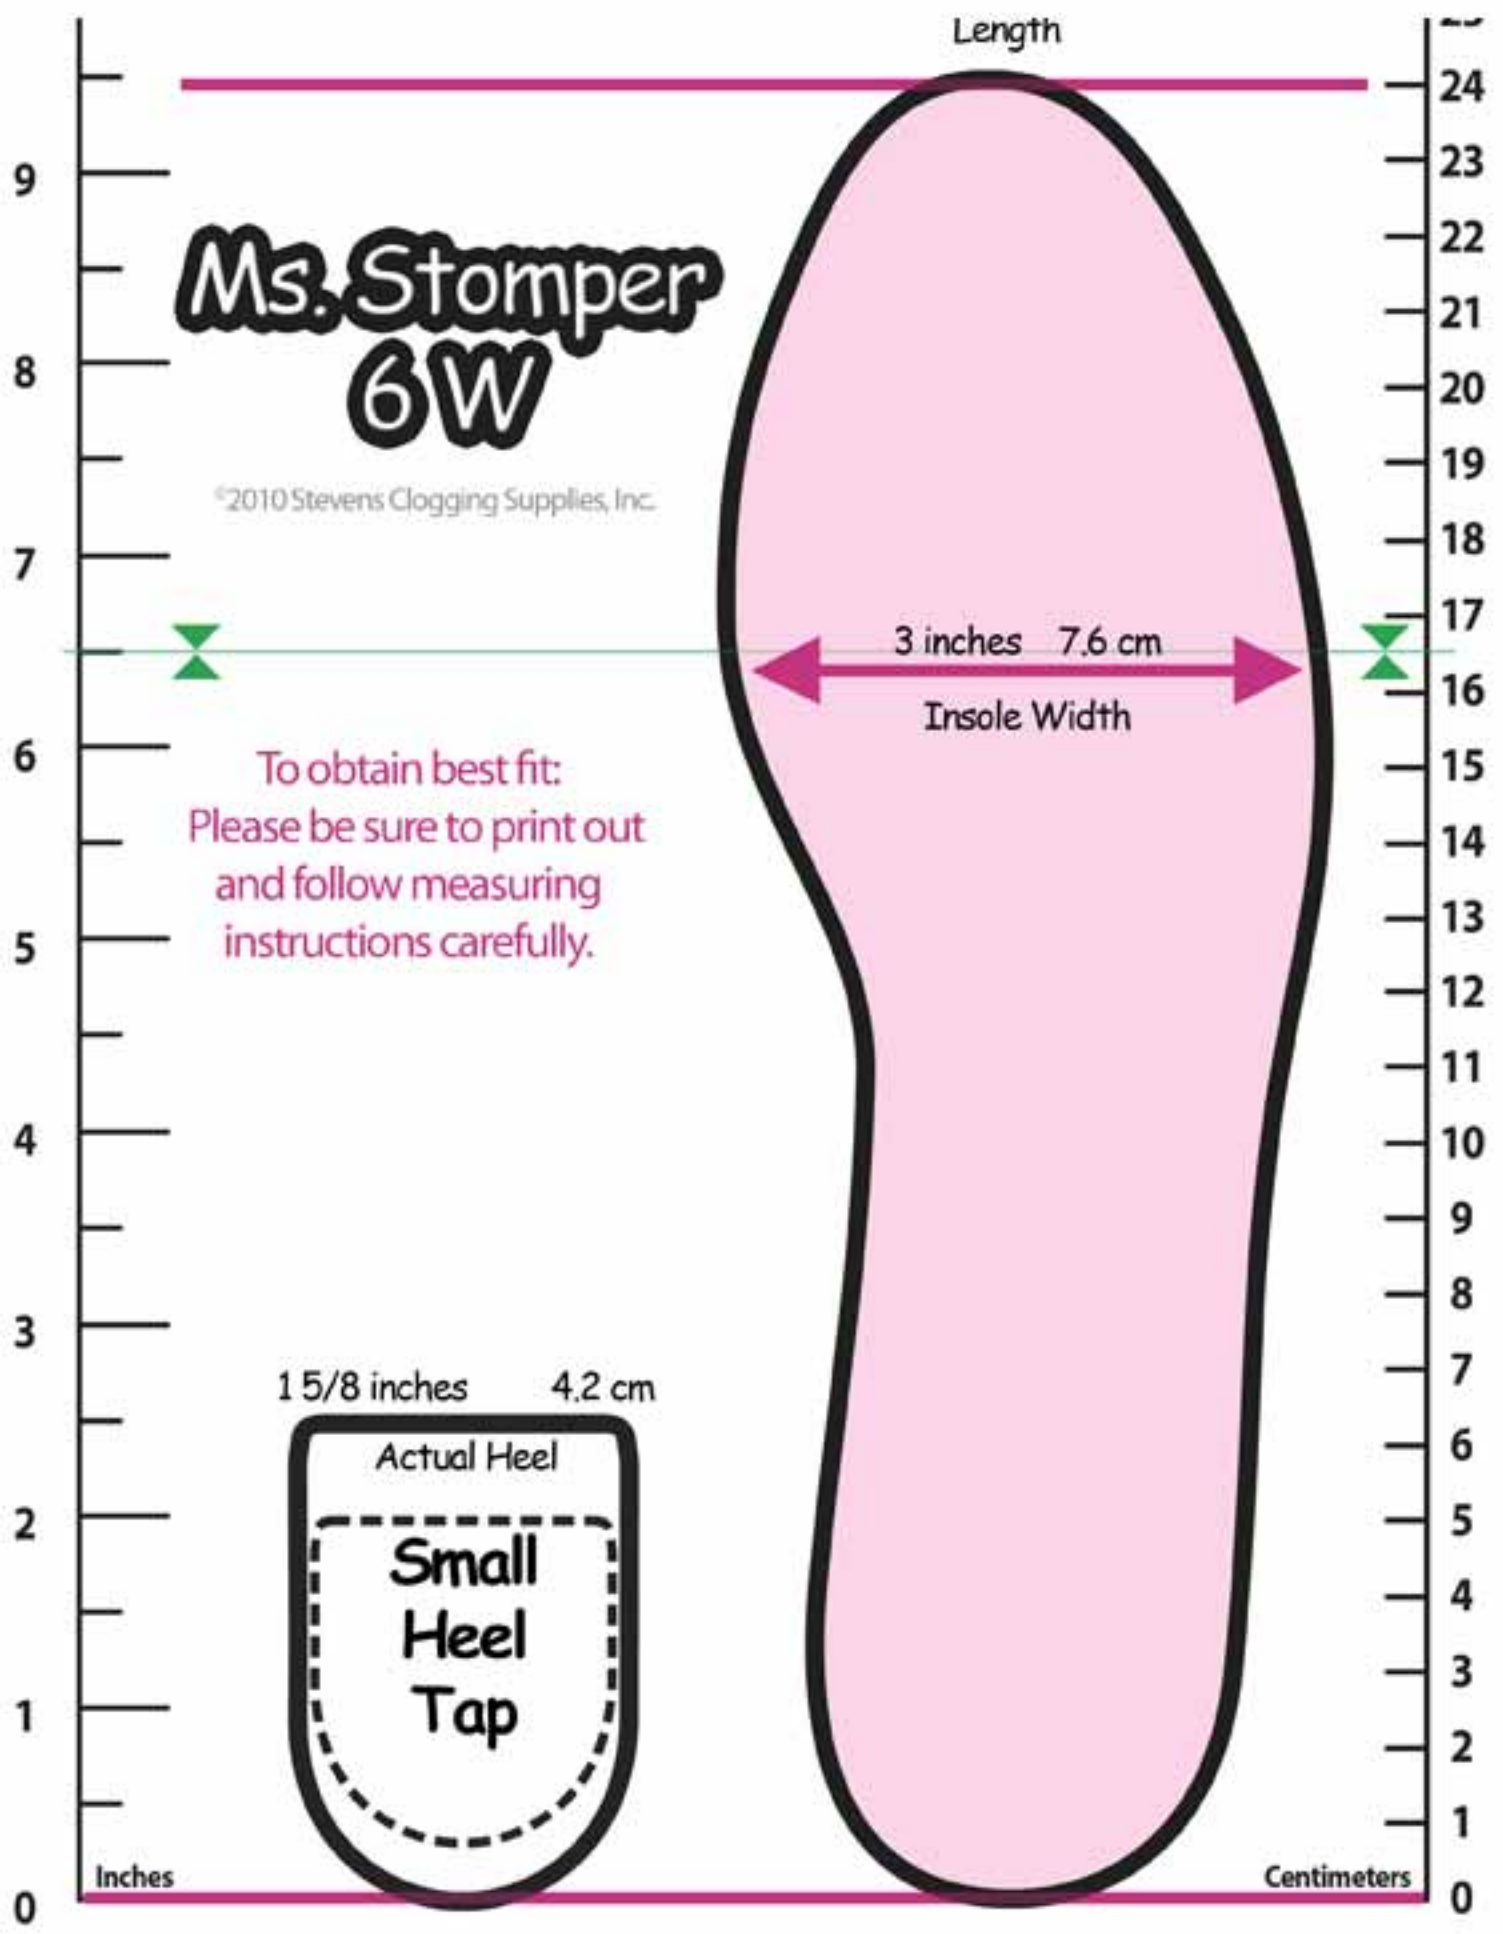 Length
9
8
7
6
5
4
3
2
1
0
Ms. Stomper
6 W
©2010 Stevens Clogging Supplies, Inc.
3 inches 7.6 cm
Insole Width
To obtain best fit:
Please be sure to print out
and follow measuring
instructions carefully.
1 5/8 inches 4.2 cm
Actual Heel
Small
Heel
Tap
Inches
Centimeters
24
23
22
21
20
19
18
17
16
15
14
13
12
11
10
9
8
7
6
5
4
3
2
1
0